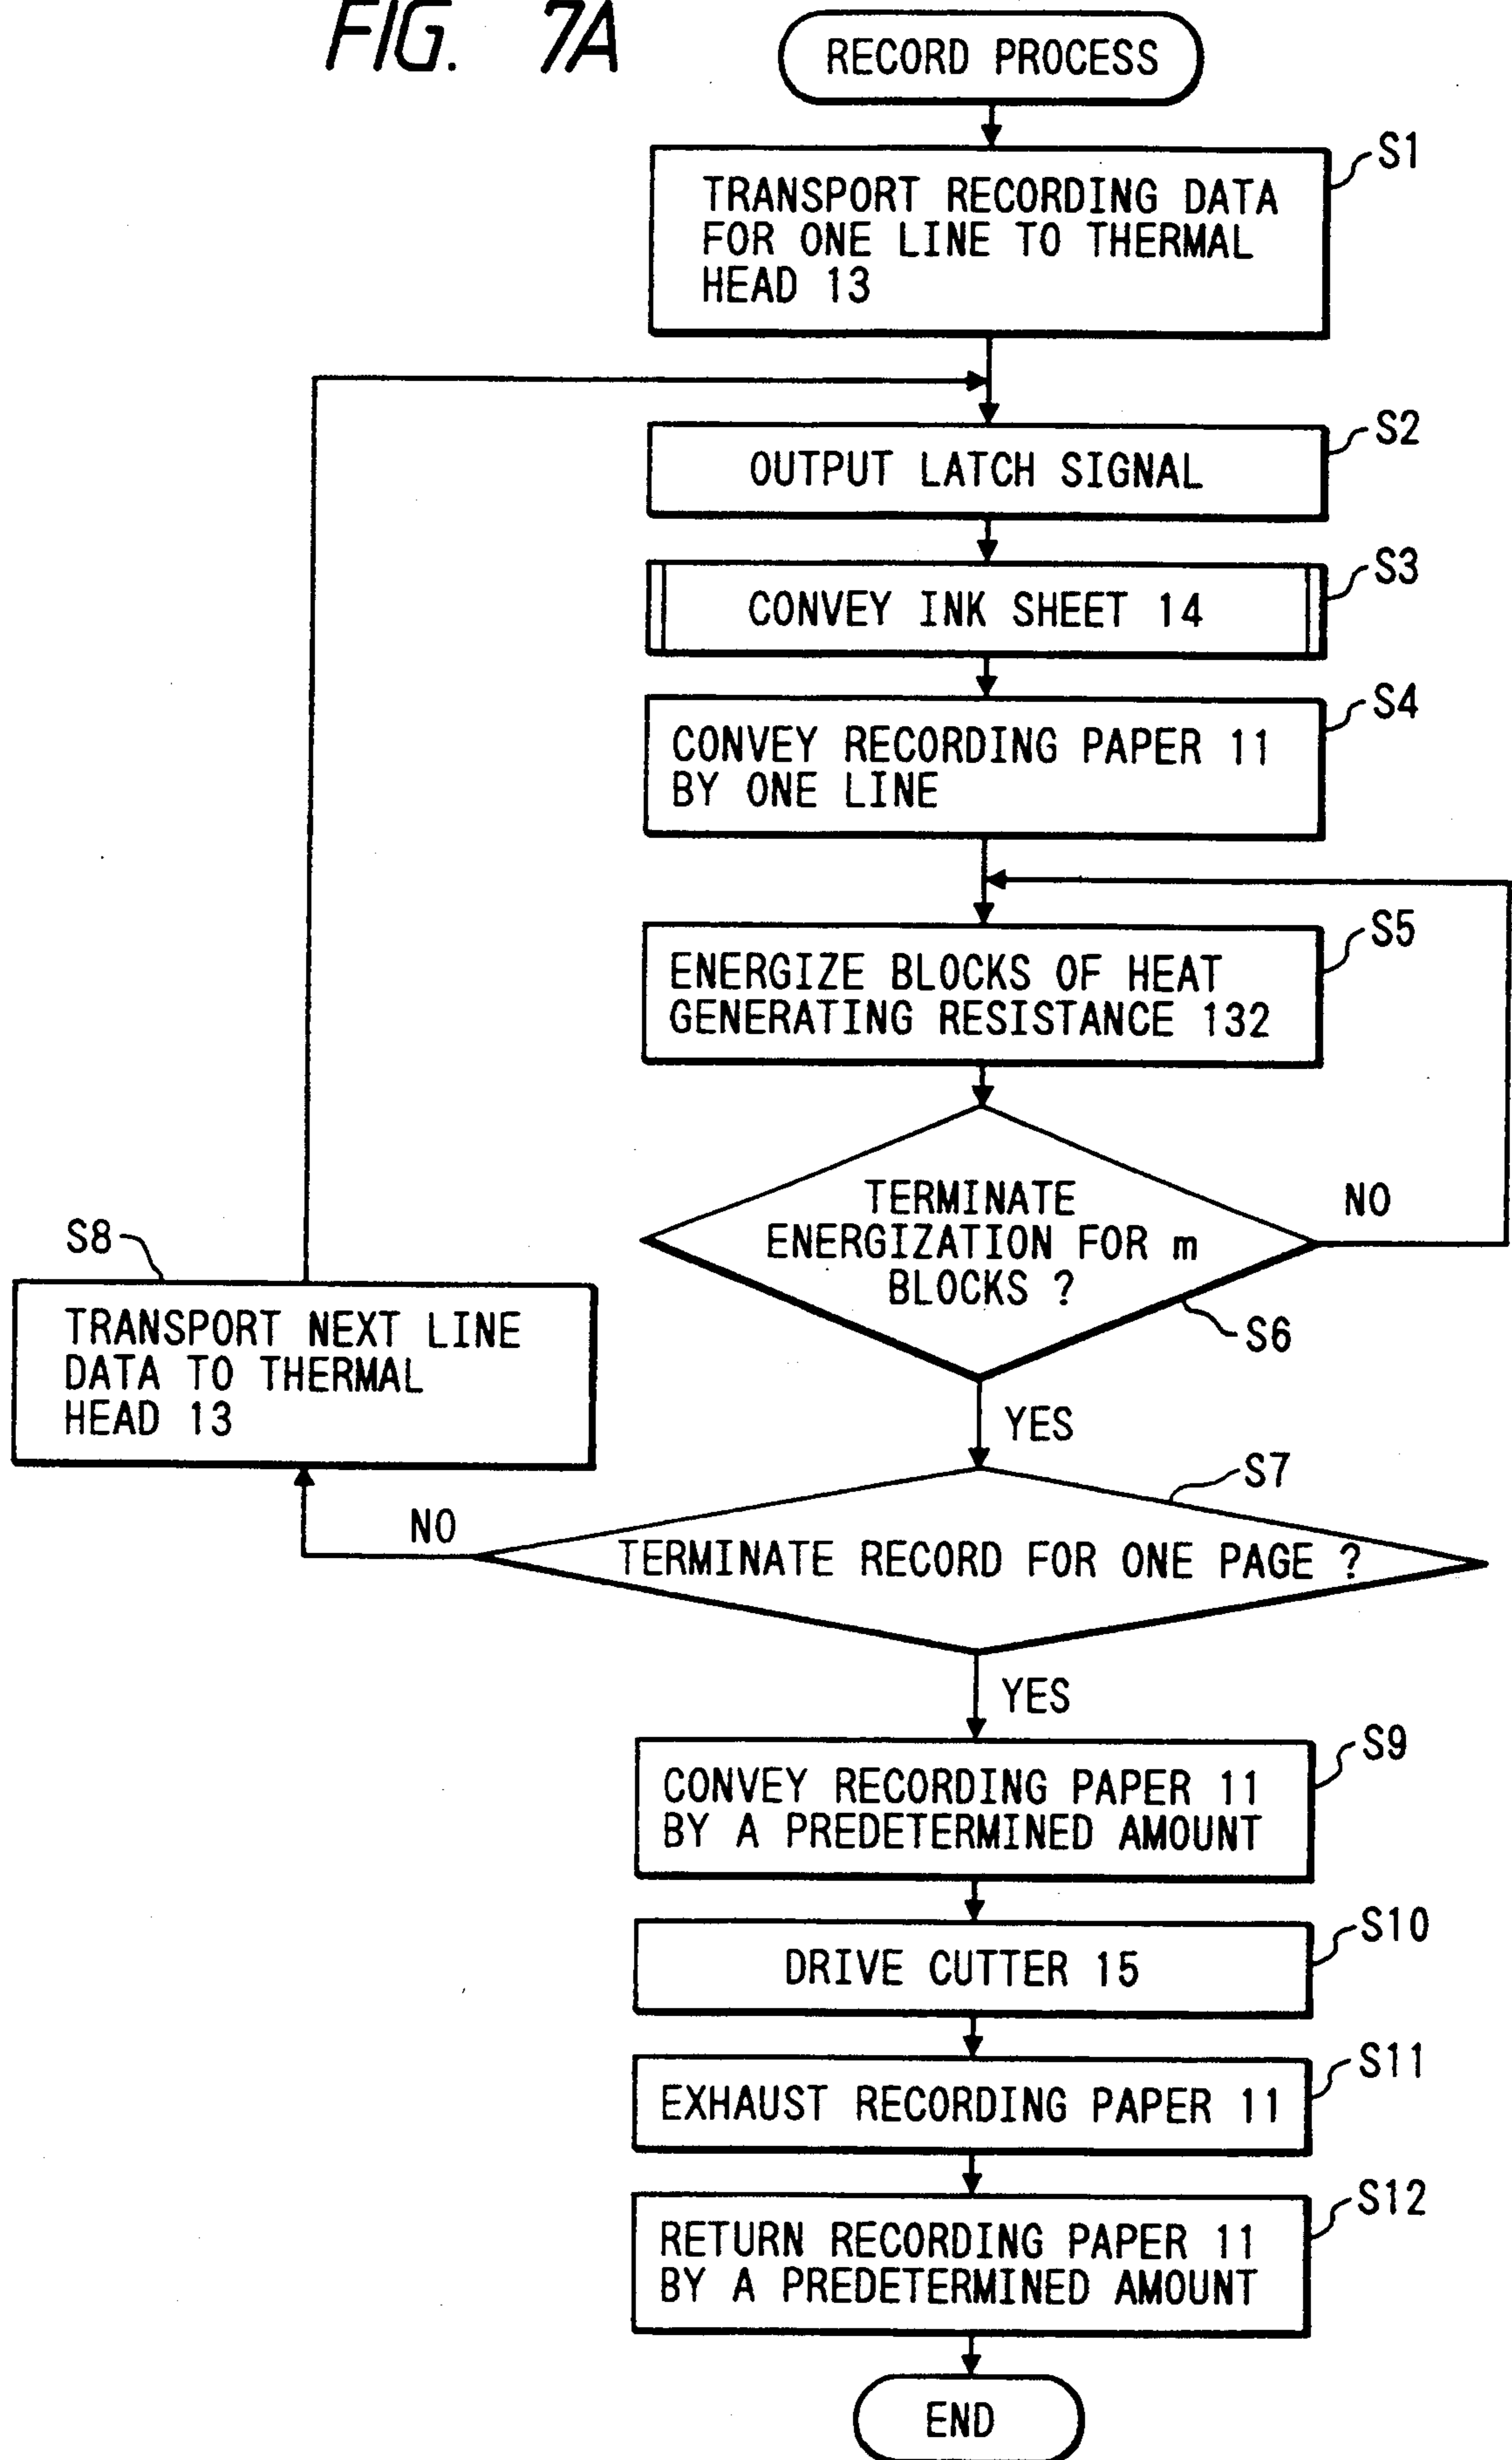 FIG. 7A
RECORD PROCESS
S1
TRANSPORT RECORDING DATA
FOR ONE LINE TO THERMAL
HEAD 13
S2
OUTPUT LATCH SIGNAL
S3
CONVEY INK SHEET 14
S4
CONVEY RECORDING PAPER 11
BY ONE LINE
S5
ENERGIZE BLOCKS OF HEAT
GENERATING RESISTANCE 132
TERMINATE
ENERGIZATION FOR m
BLOCKS ?
NO
S6
YES
S8
TRANSPORT NEXT LINE
DATA TO THERMAL
HEAD 13
S7
NO
TERMINATE RECORD FOR ONE PAGE ?
YES
S9
CONVEY RECORDING PAPER 11
BY A PREDETERMINED AMOUNT
S10
DRIVE CUTTER 15
S11
EXHAUST RECORDING PAPER 11
S12
RETURN RECORDING PAPER 11
BY A PREDETERMINED AMOUNT
END